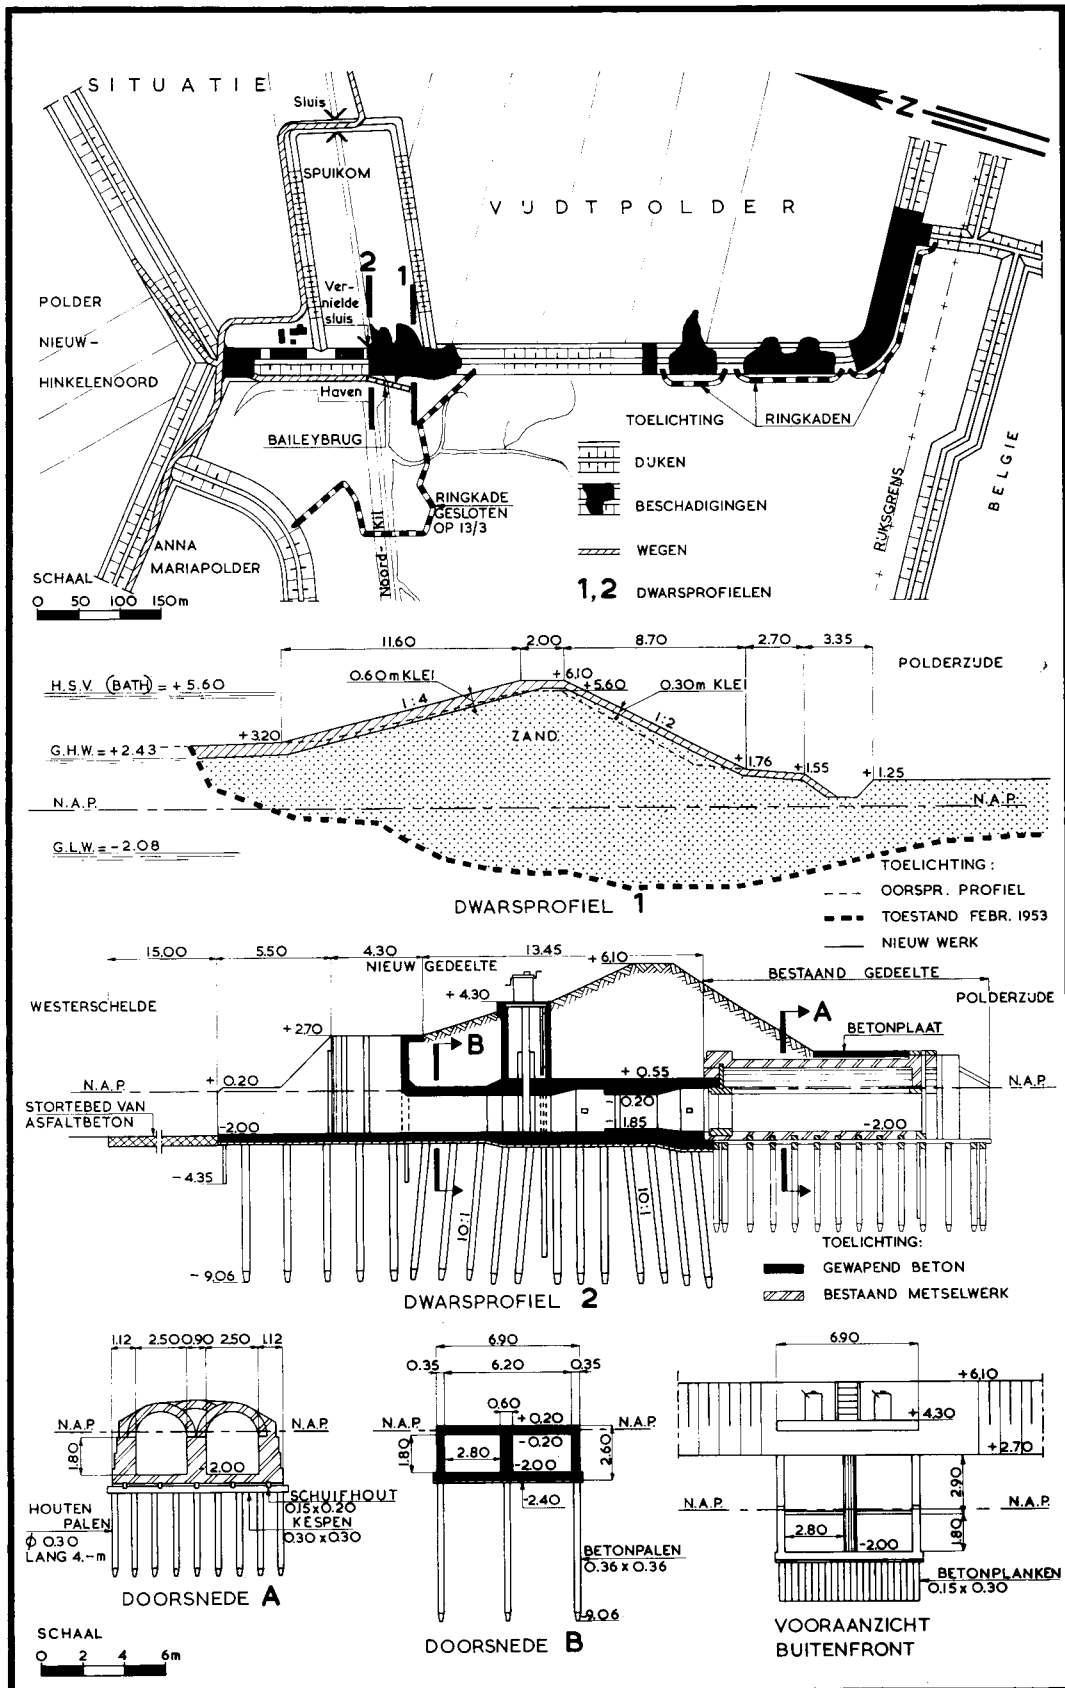 SITUATIE
Sluis
Z
SPUIKOM
VIJDTPOLDER
2
1
Ver-
nielde
sluis
POLDER
NIEUW-
HINKELENOORD
Haven
BAILEYBRUG
TOELICHTING
RINGKADEN
DIJKEN
RINGKADE
GESLOTEN
OP 13/3
BESCHADIGINGEN
WEGEN
1,2 DWARSPROFIELEN
Noord-Kil
RIJKSGRENS
BELGIE
ANNA
MARIAPOLDER
SCHAAL
0 50 100 150m
11.60 2.00 8.70 2.70 3.35
POLDERZIJDE
H.S.V. (BATH) = +5.60
0.60m KLEI
+6.10
+5.60
0.30m KLEI
1:4
1:2
ZAND
+3.20
G.H.W. = +2.43
+1.76
+1.55
+1.25
N.A.P.
N.A.P.
G.L.W. = -2.08
TOELICHTING:
OORSPR. PROFIEL
TOESTAND FEBR. 1953
NIEUW WERK
DWARSPROFIEL 1
15.00 5.50 4.30 13.45
NIEUW GEDEELTE
+6.10
BESTAAND GEDEELTE
WESTERSCHELDE
+4.30
POLDERZIJDE
+2.70
A
B
BETONPLAAT
N.A.P.
+0.20
+0.55
N.A.P.
STORTEBED VAN
ASFALTBETON
-0.20
-2.00
-1.85
-2.00
-4.35
10:1
10:1
-9.06
TOELICHTING:
GEWAPEND BETON
BESTAAND METSELWERK
DWARSPROFIEL 2
1.12 2.50 0.90 2.50 1.12
N.A.P.
N.A.P.
1.80
-2.00
SCHUIFHOUT
0.15x0.20
KESPEN
0.30x0.30
HOUTEN
PALEN
φ 0.30
LANG 4.-m
DOORSNEDE A
6.90
0.35 6.20 0.35
0.60
N.A.P.
+0.20
N.A.P.
-0.20
1.80
2.80
-2.00
2.60
-2.40
BETONPALEN
0.36x0.36
-9.06
DOORSNEDE B
6.90
+6.10
+4.30
+2.70
2.90
N.A.P.
N.A.P.
2.80
-2.00
1.80
BETONPLANKEN
0.15x0.30
VOORAANZICHT
BUITENFRONT
SCHAAL
0 2 4 6m